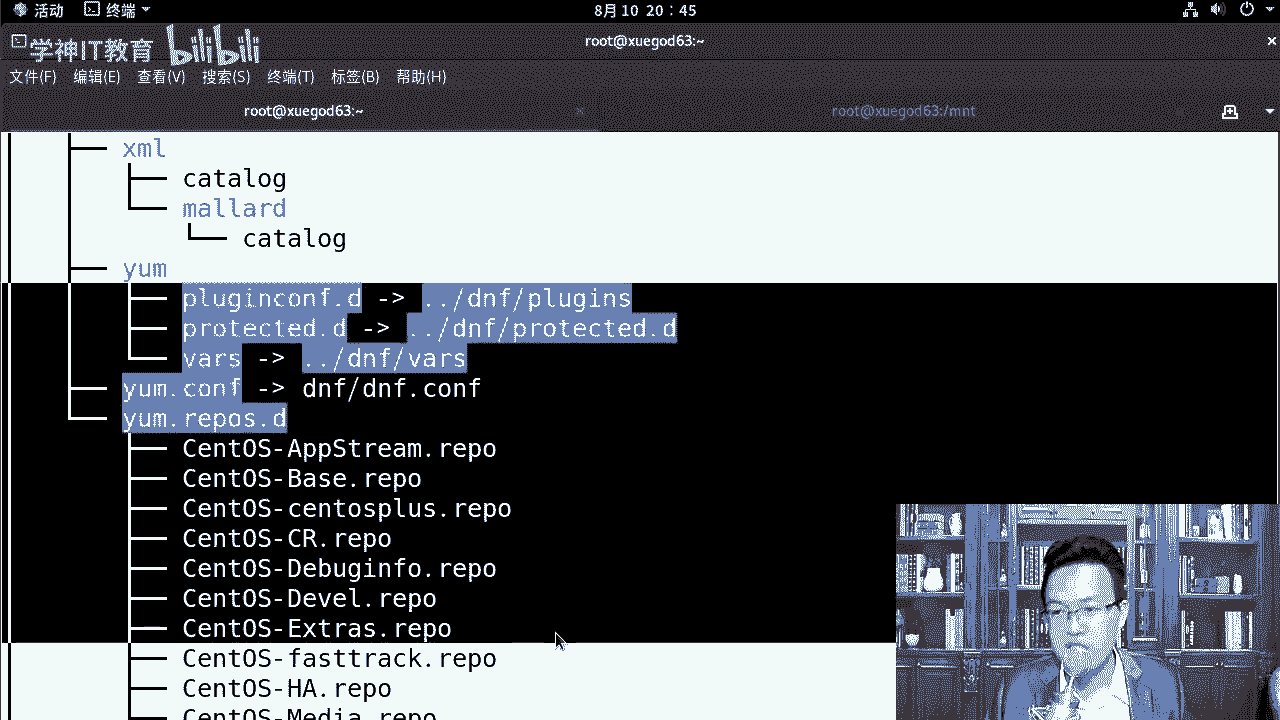 活动 终端 8月10 20：45
学神IT教育 bilibili root@xuegod63:~
文件(F) 编辑(E) 查看(V) 搜索(S) 终端(T) 标签(B) 帮助(H)
root@xuegod63:~ root@xuegod63:/mnt
xml
catalog
mallard
catalog
yum
pluginconf.d -> ../dnf/plugins
protected.d -> ../dnf/protected.d
vars -> ../dnf/vars
yum.conf -> dnf/dnf.conf
yum.repos.d
CentOS-AppStream.repo
CentOS-Base.repo
CentOS-centosplus.repo
CentOS-CR.repo
CentOS-Debuginfo.repo
CentOS-Devel.repo
CentOS-Extras.repo
CentOS-fasttrack.repo
CentOS-HA.repo
CentOS-Media.repo